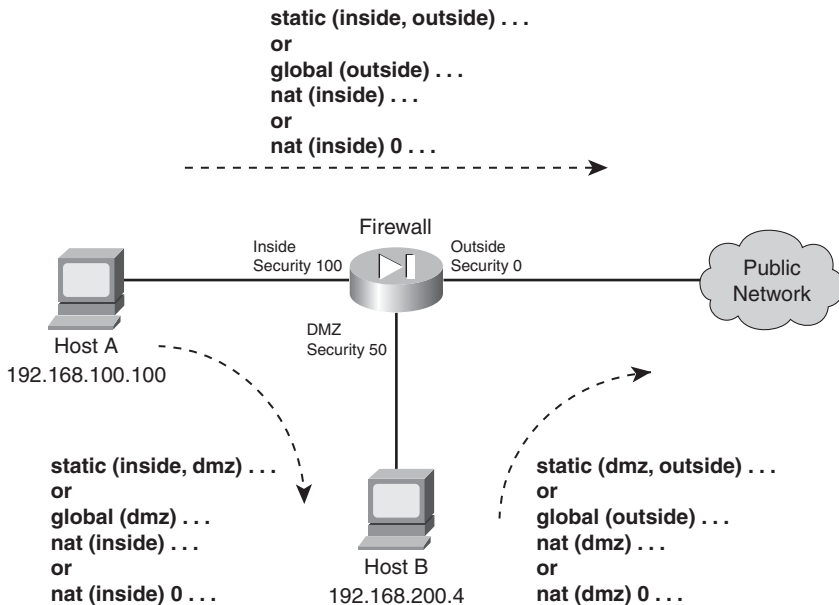 static (inside, outside) . . .
or
global (outside) . . .
nat (inside) . . .
or
nat (inside) 0 . . .
Firewall
Inside
Security 100
Outside
Security 0
Public
Network
DMZ
Security 50
Host A
192.168.100.100
static (inside, dmz) . . .
or
global (dmz) . . .
nat (inside) . . .
or
nat (inside) 0 . . .
Host B
192.168.200.4
static (dmz, outside) . . .
or
global (outside) . . .
nat (dmz) . . .
or
nat (dmz) 0 . . .